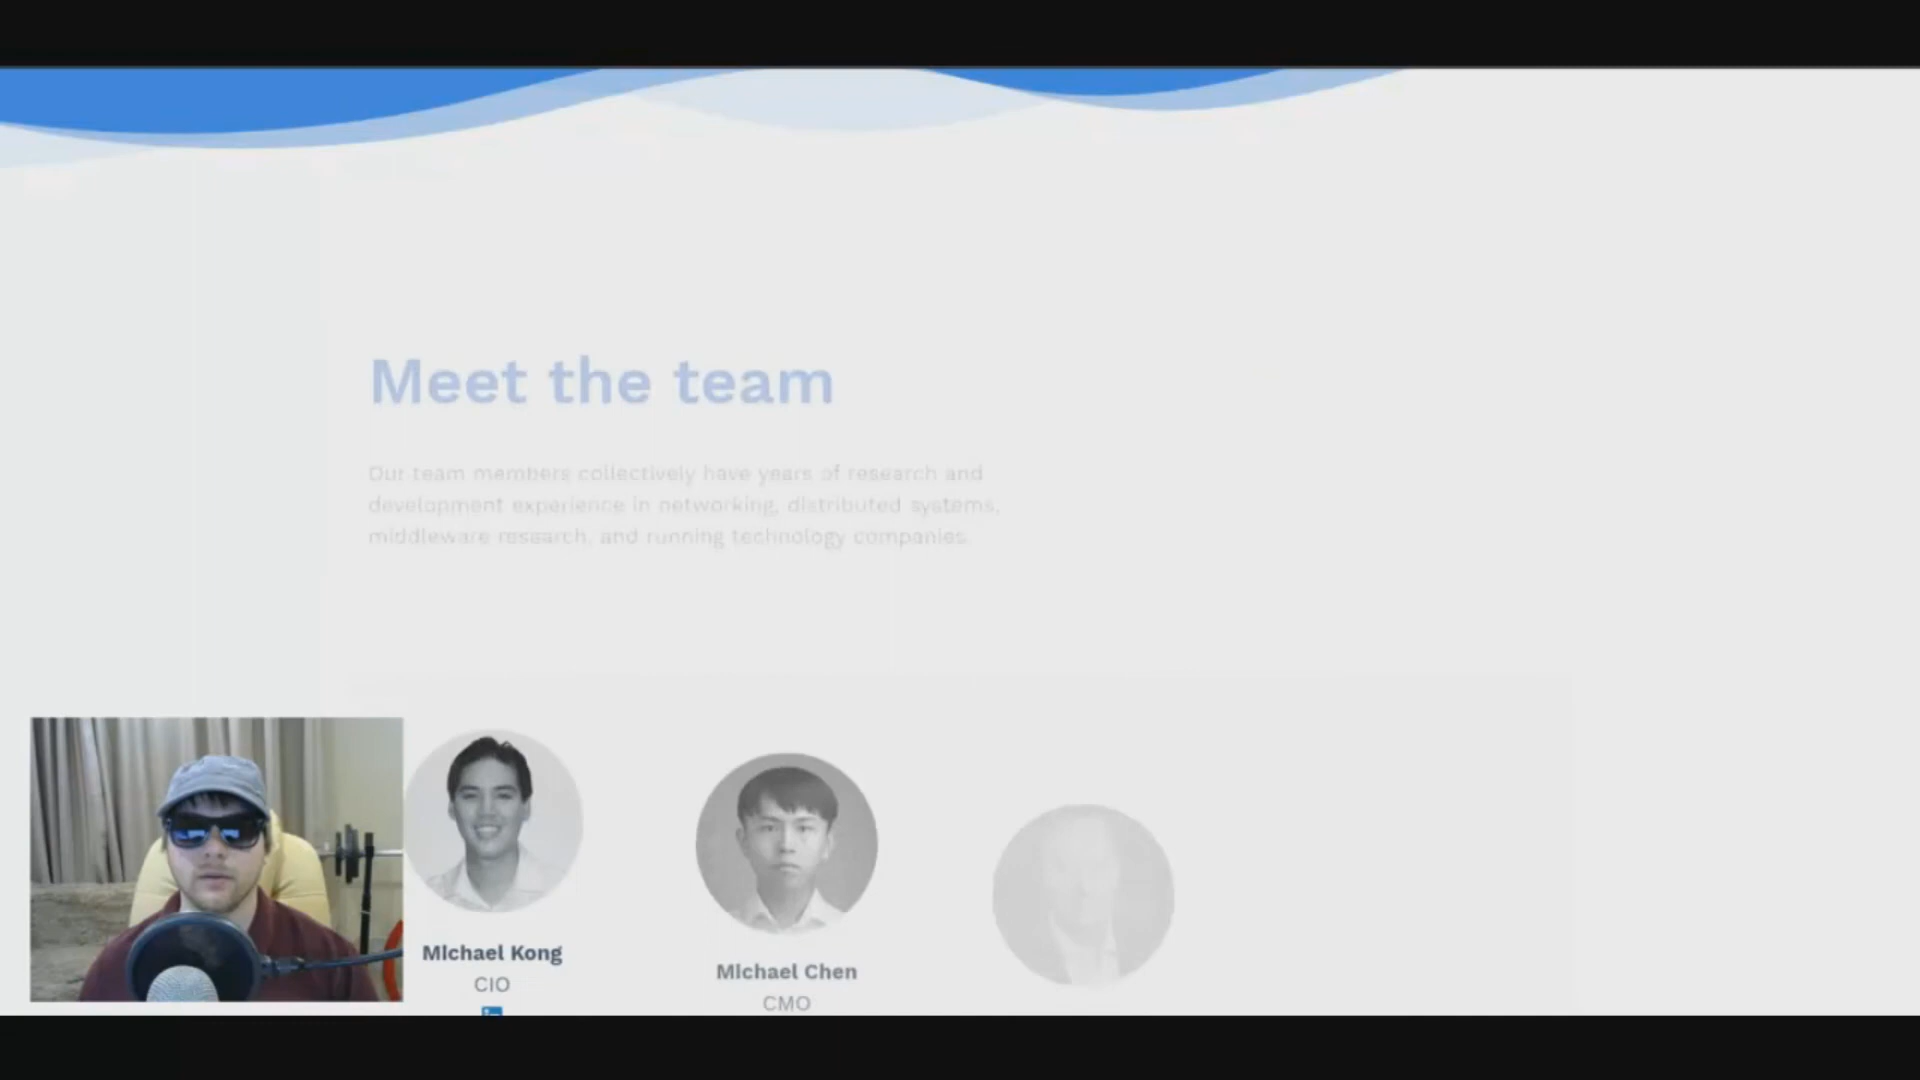 Meet the team
Our team members collectively have years of research and
development experience in networking, distributed systems,
middleware research, and running technology companies.
Michael Kong
CIO
in
Michael Chen
CMO